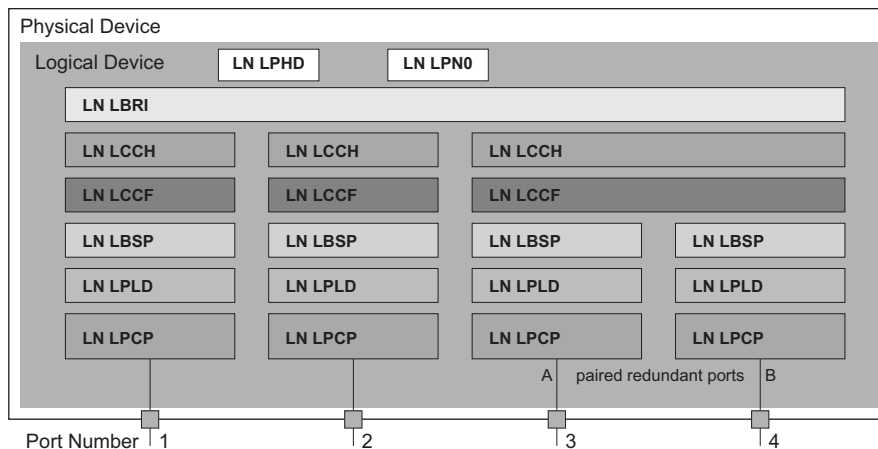 Physical Device
Logical Device LN LPHD LN LPN0
LN LBRI
LN LCCH LN LCCH LN LCCH
LN LCCF LN LCCF LN LCCF
LN LBSP LN LBSP LN LBSP LN LBSP
LN LPLD LN LPLD LN LPLD LN LPLD
LN LPCP LN LPCP LN LPCP LN LPCP
A paired redundant ports B
Port Number 1 2 3 4